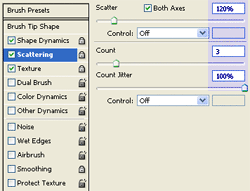 Brush Presets
Brush Tip Shape
Shape Dynamics
Scattering
Texture
Dual Brush
Color Dynamics
Other Dynamics
Noise
Wet Edges
Airbrush
Smoothing
Protect Texture
Scatter
Both Axes
120%
Control: Off
Count
3
Count Jitter
100%
Control: Off